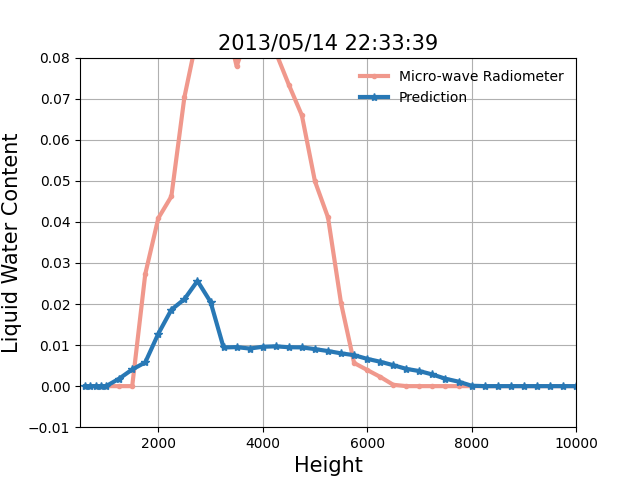 2013/05/14 22:33:39
Micro-wave Radiometer
Prediction
Liquid Water Content
0.08
0.07
0.06
0.05
0.04
0.03
0.02
0.01
0.00
−0.01
2000 4000 6000 8000 10000
Height